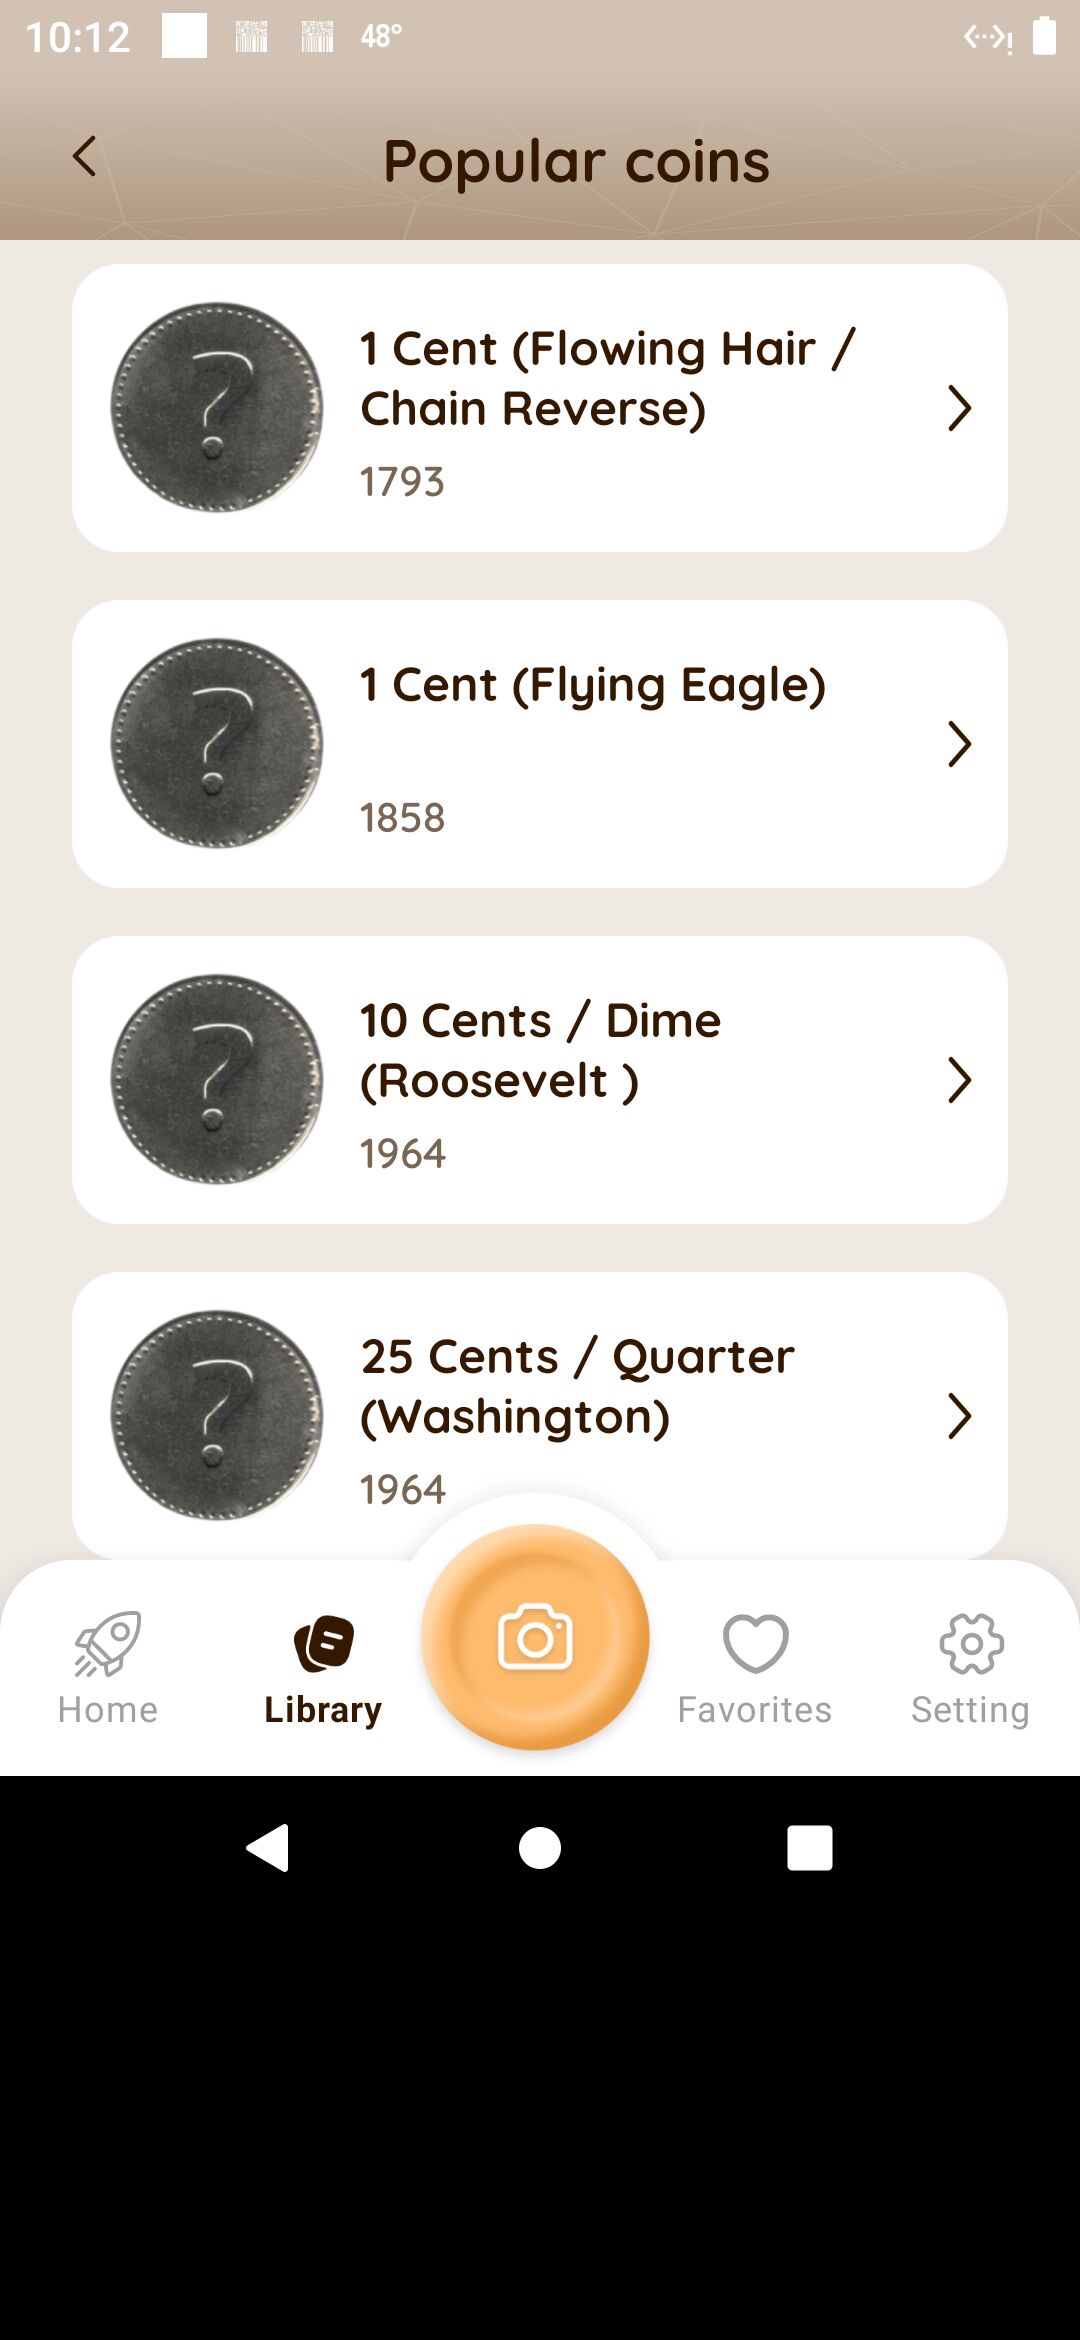 10:12
48°
Popular coins
1 Cent (Flowing Hair /
Chain Reverse)
1793
1 Cent (Flying Eagle)
1858
10 Cents / Dime
(Roosevelt )
1964
25 Cents / Quarter
(Washington)
1964
Home
Library
Favorites
Setting